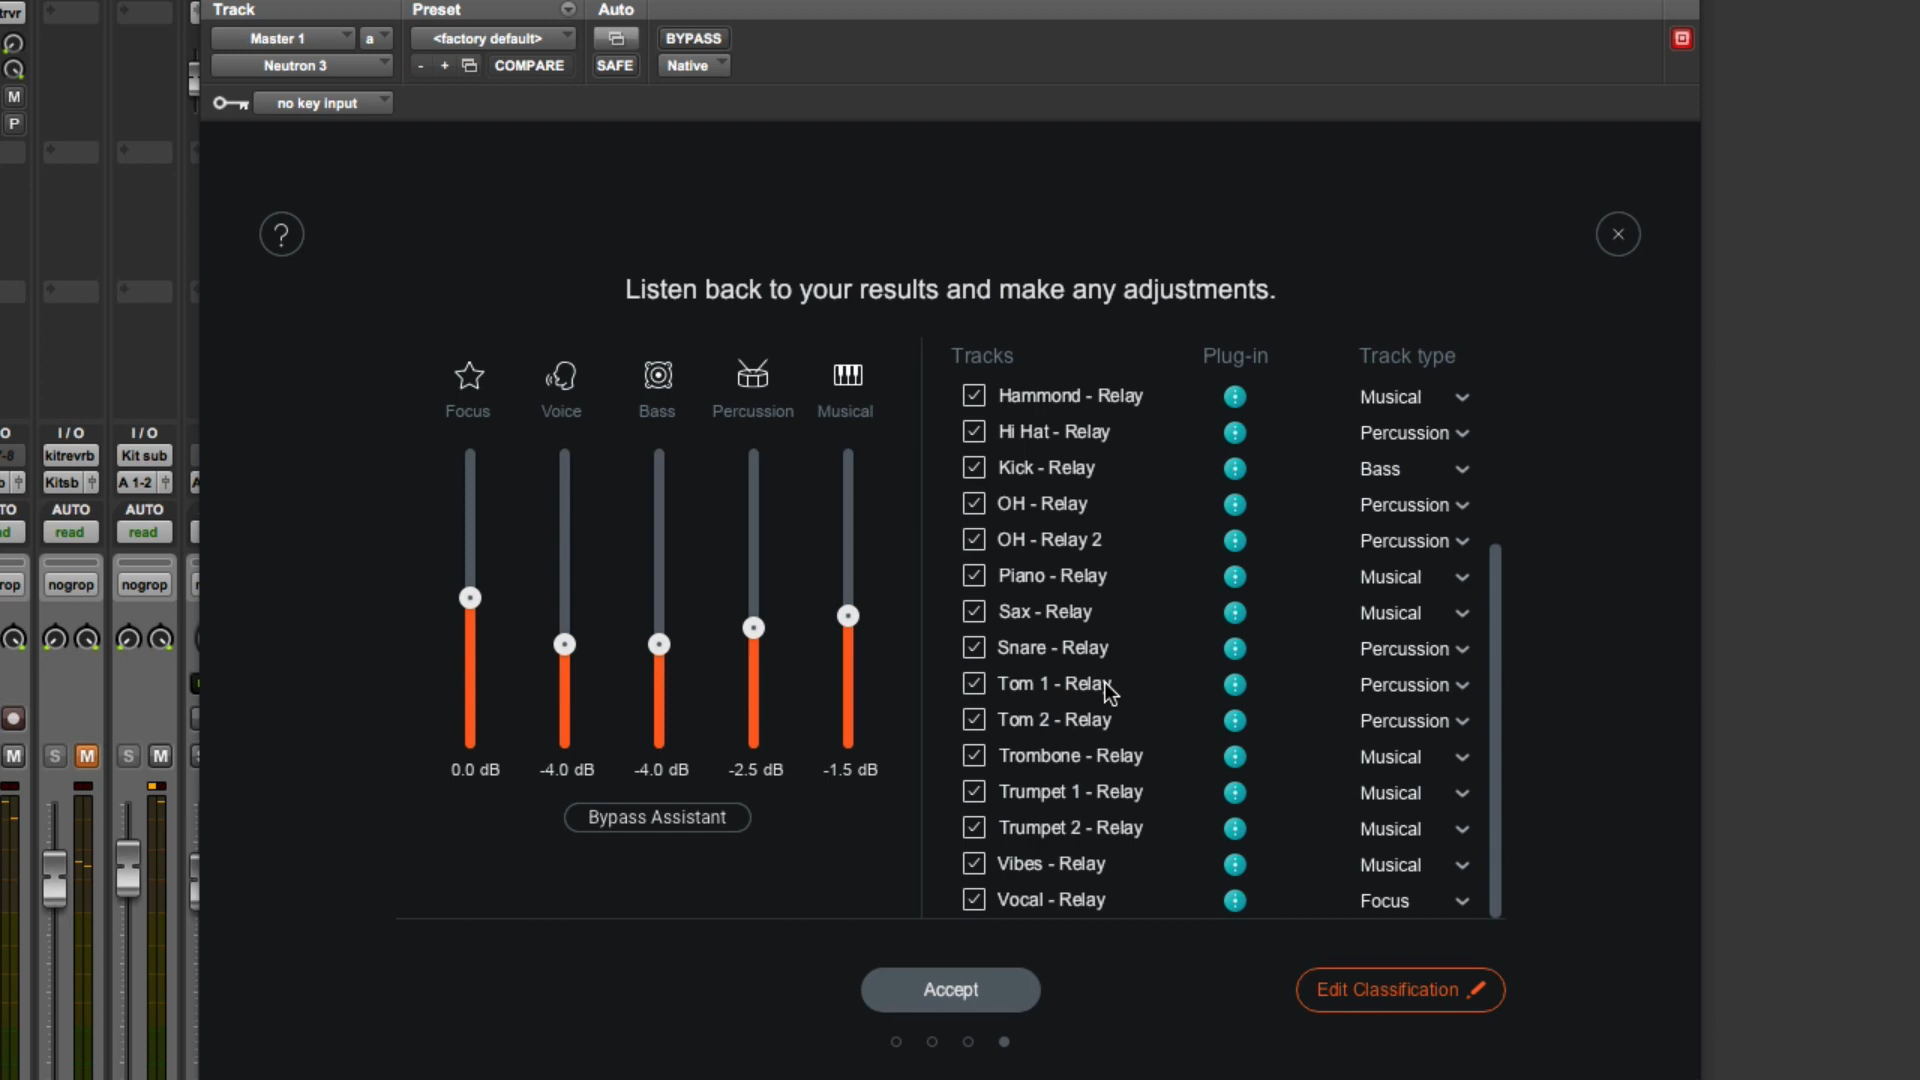 Track
Preset
Auto
Master 1
a
<factory default>
BYPASS
Neutron 3
- + COMPARE
SAFE
Native
no key input
M
P
?
×
Listen back to your results and make any adjustments.
Focus
Voice
Bass
Percussion
Musical
0.0 dB
-4.0 dB
-4.0 dB
-2.5 dB
-1.5 dB
Bypass Assistant
Tracks Plug-in Track type
Hammond - Relay Musical
Hi Hat - Relay Percussion
Kick - Relay Bass
OH - Relay Percussion
OH - Relay 2 Percussion
Piano - Relay Musical
Sax - Relay Musical
Snare - Relay Percussion
Tom 1 - Relay Percussion
Tom 2 - Relay Percussion
Trombone - Relay Musical
Trumpet 1 - Relay Musical
Trumpet 2 - Relay Musical
Vibes - Relay Musical
Vocal - Relay Focus
Accept
Edit Classification
I/O I/O
kitrevrb Kit sub
Kitsb A 1-2
AUTO AUTO
read read
nogrop nogrop
M S M S M